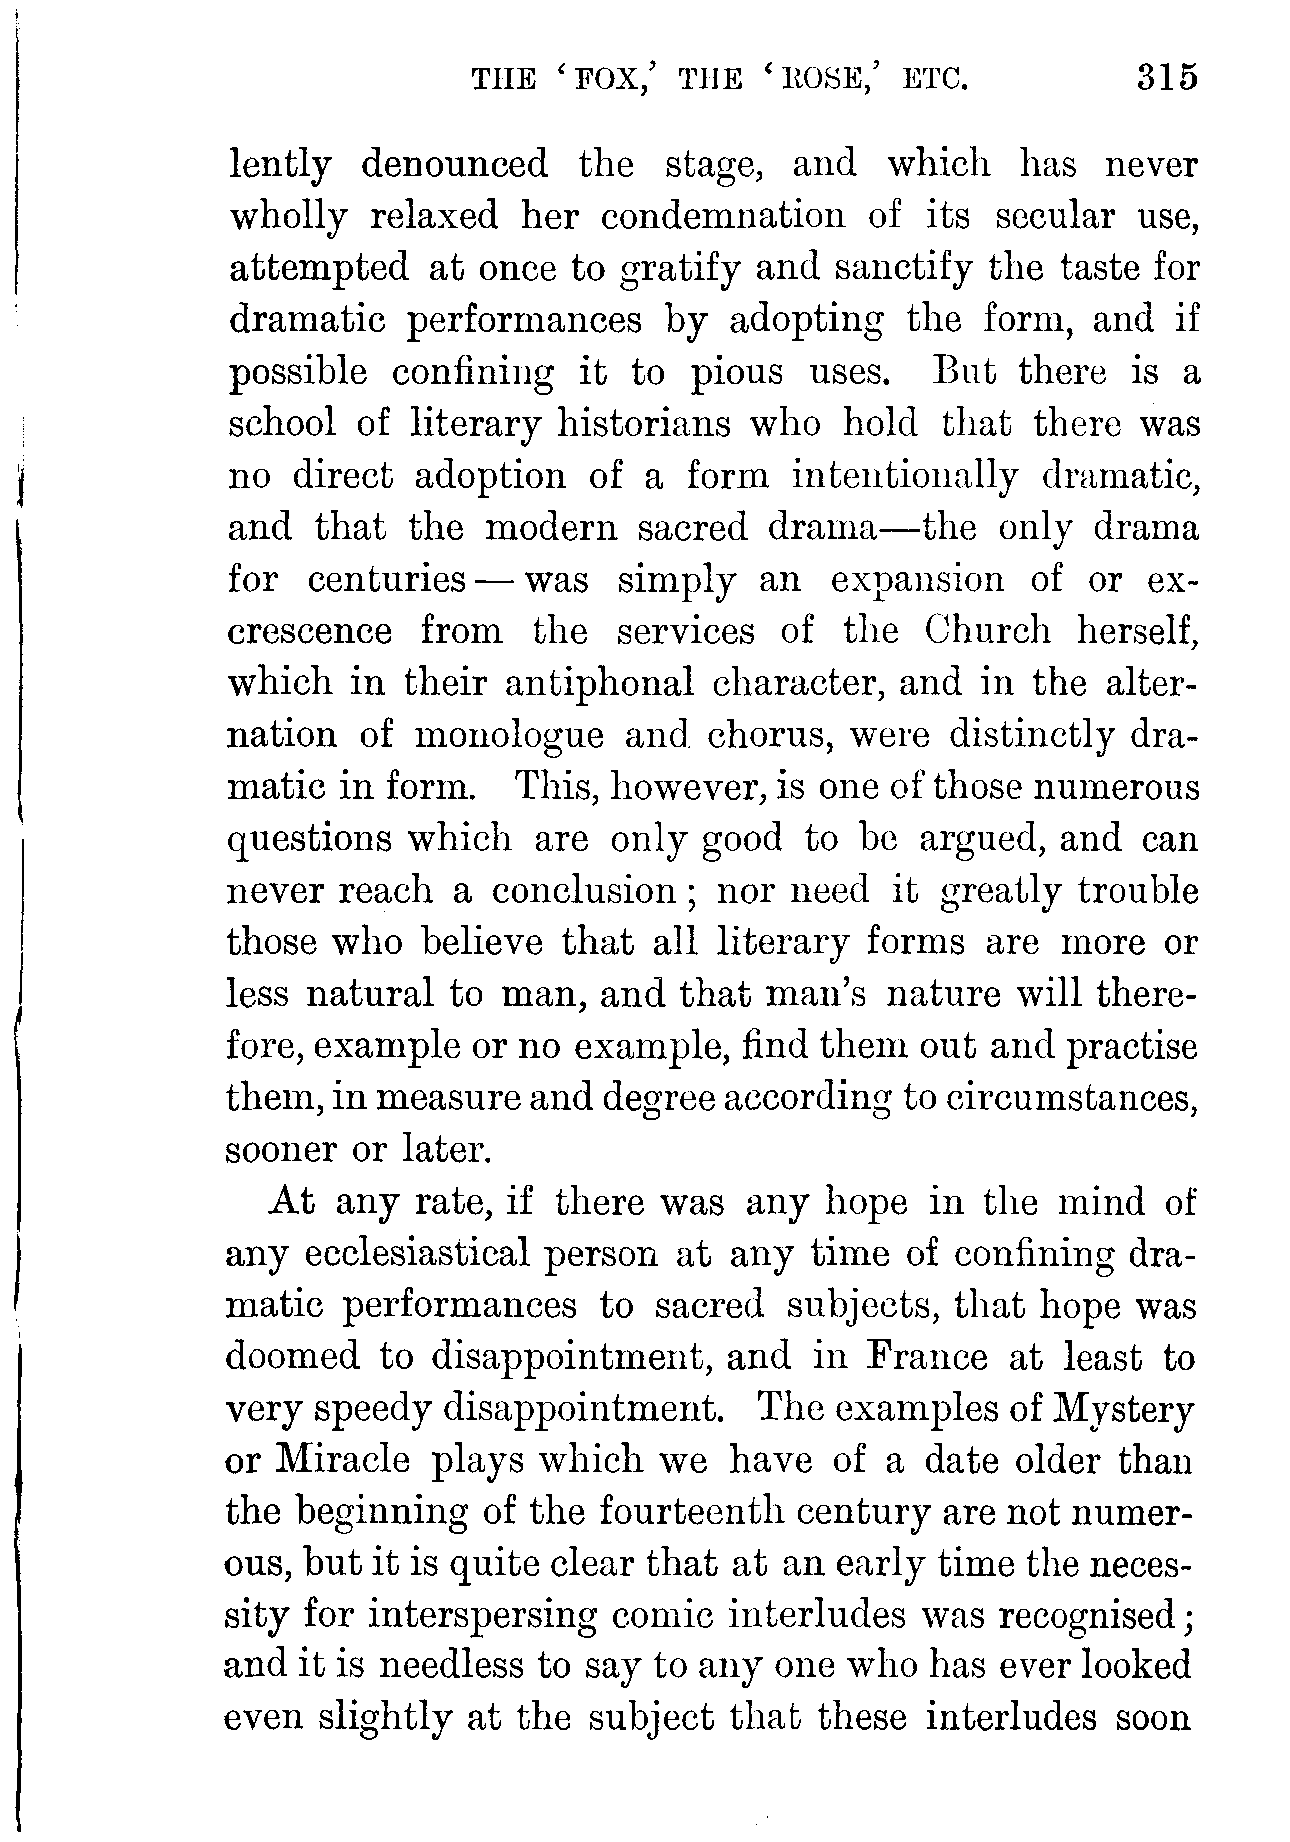 THE ‘FOX,’ THE ‘ROSE,’ ETC. 315
lently denounced the stage, and which has never
wholly relaxed her condemnation of its secular use,
attempted at once to gratify and sanctify the taste for
dramatic performances by adopting the form, and if
possible confining it to pious uses. But there is a
school of literary historians who hold that there was
no direct adoption of a form intentionally dramatic,
and that the modern sacred drama—the only drama
for centuries — was simply an expansion of or ex-
crescence from the services of the Church herself,
which in their antiphonal character, and in the alter-
nation of monologue and chorus, were distinctly dra-
matic in form. This, however, is one of those numerous
questions which are only good to be argued, and can
never reach a conclusion; nor need it greatly trouble
those who believe that all literary forms are more or
less natural to man, and that man’s nature will there-
fore, example or no example, find them out and practise
them, in measure and degree according to circumstances,
sooner or later.
At any rate, if there was any hope in the mind of
any ecclesiastical person at any time of confining dra-
matic performances to sacred subjects, that hope was
doomed to disappointment, and in France at least to
very speedy disappointment. The examples of Mystery
or Miracle plays which we have of a date older than
the beginning of the fourteenth century are not numer-
ous, but it is quite clear that at an early time the neces-
sity for interspersing comic interludes was recognised;
and it is needless to say to any one who has ever looked
even slightly at the subject that these interludes soon